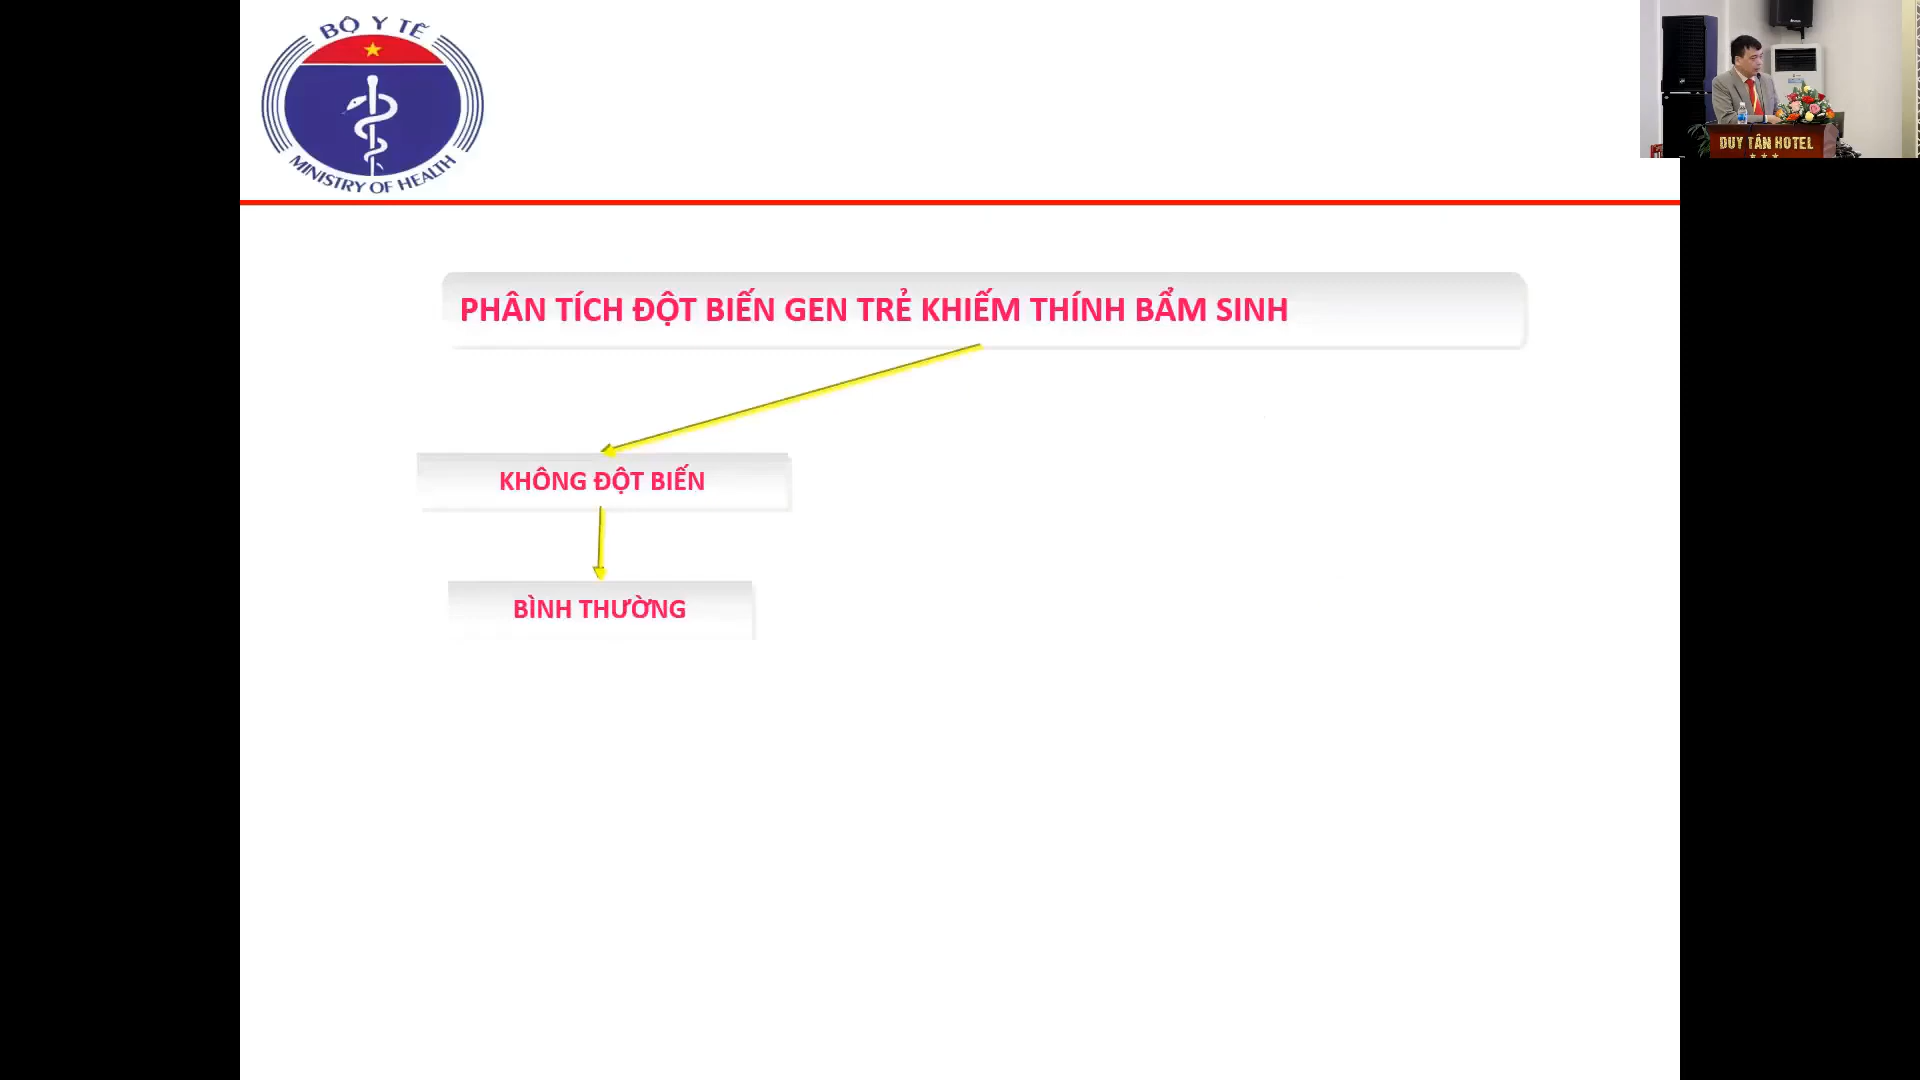 BỘ Y TẾ
MINISTRY OF HEALTH
DUY TÂN HOTEL
PHÂN TÍCH ĐỘT BIẾN GEN TRẺ KHIẾM THÍNH BẨM SINH
KHÔNG ĐỘT BIẾN
BÌNH THƯỜNG